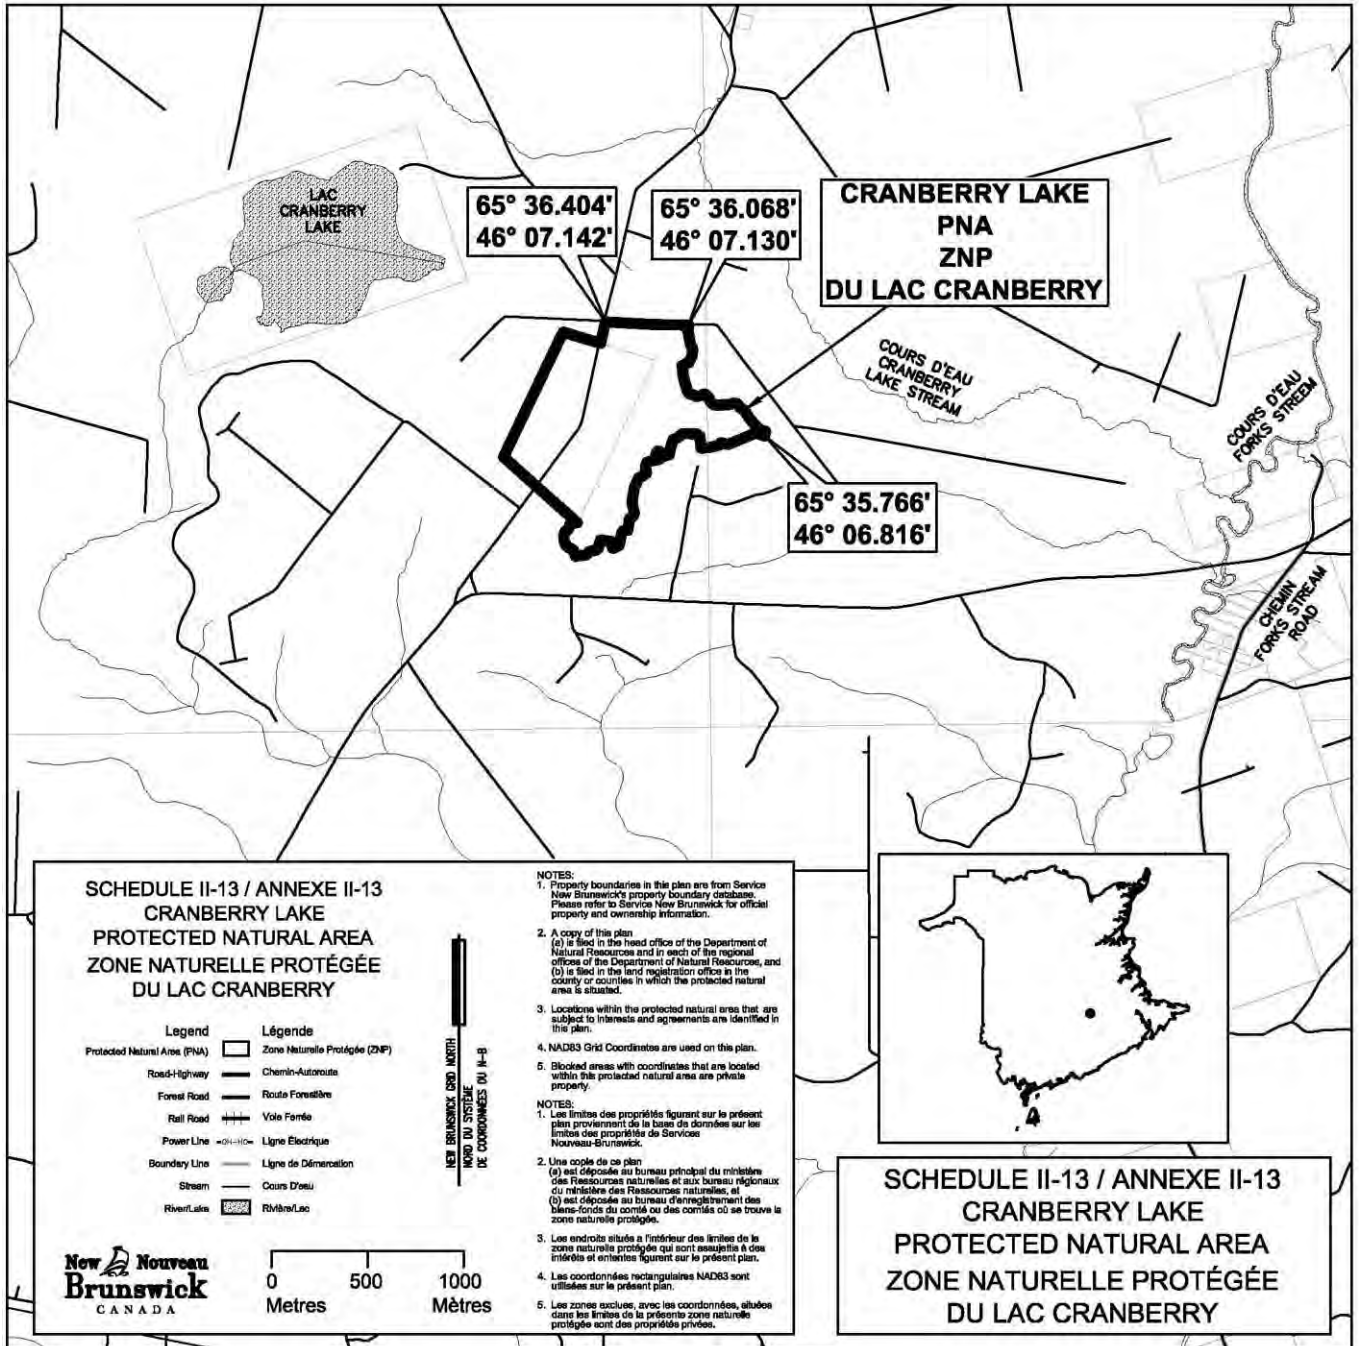 LAC
CRANBERRY
LAKE
65° 36.404'
46° 07.142'
65° 36.068'
46° 07.130'
CRANBERRY LAKE
PNA
ZNP
DU LAC CRANBERRY
COURS D'EAU
CRANBERRY
LAKE STREAM
COURS D'EAU
FORKS STREEM
65° 35.766'
46° 06.816'
CHEMIN
FORKS STREAM
ROAD
SCHEDULE II-13 / ANNEXE II-13
CRANBERRY LAKE
PROTECTED NATURAL AREA
ZONE NATURELLE PROTÉGÉE
DU LAC CRANBERRY
Legend Légende
Protected Natural Area (PNA) Zone Naturelle Protégée (ZNP)
Road-Highway Chemin-Autoroute
Forest Road Route Forestière
Rail Road Voie Ferrée
Power Line -OH-HO- Ligne Électrique
Boundary Line Ligne de Démarcation
Stream Cours D'eau
River/Lake Rivière/Lac
NEW BRUNSWICK GRID NORTH
NORD DU SYSTÈME
DE COORDONNÉES DU N-B
New Nouveau
Brunswick
CANADA
0 500 1000
Metres Mètres
NOTES:
1. Property boundaries in this plan are from Service
New Brunswick's property boundary database.
Please refer to Service New Brunswick for official
property and ownership information.
2. A copy of this plan
(a) is filed in the head office of the Department of
Natural Resources and in each of the regional
offices of the Department of Natural Resources, and
(b) is filed in the land registration office in the
county or counties in which the protected natural
area is situated.
3. Locations within the protected natural area that are
subject to interests and agreements are identified in
this plan.
4. NAD83 Grid Coordinates are used on this plan.
5. Blocked areas with coordinates that are located
within this protected natural area are private
property.
NOTES:
1. Les limites des propriétés figurant sur le présent
plan proviennent de la base de données sur les
limites des propriétés de Services
Nouveau-Brunswick.
2. Une copie de ce plan
(a) est déposée au bureau principal du ministère
des Ressources naturelles et aux bureau régionaux
du ministère des Ressources naturelles, et
(b) est déposée au bureau d'enregistrement des
biens-fonds du comté ou des comtés où se trouve la
zone naturelle protégée.
3. Les endroits situés a l'intérieur des limites de la
zone naturelle protégée qui sont assujettis à des
intérêts et ententes figurent sur le présent plan.
4. Les coordonnées rectangulaires NAD83 sont
utilisées sur le présent plan.
5. Les zones exclues, avec les coordonnées, situées
dans les limites de la présente zone naturelle
protégée sont des propriétés privées.
SCHEDULE II-13 / ANNEXE II-13
CRANBERRY LAKE
PROTECTED NATURAL AREA
ZONE NATURELLE PROTÉGÉE
DU LAC CRANBERRY